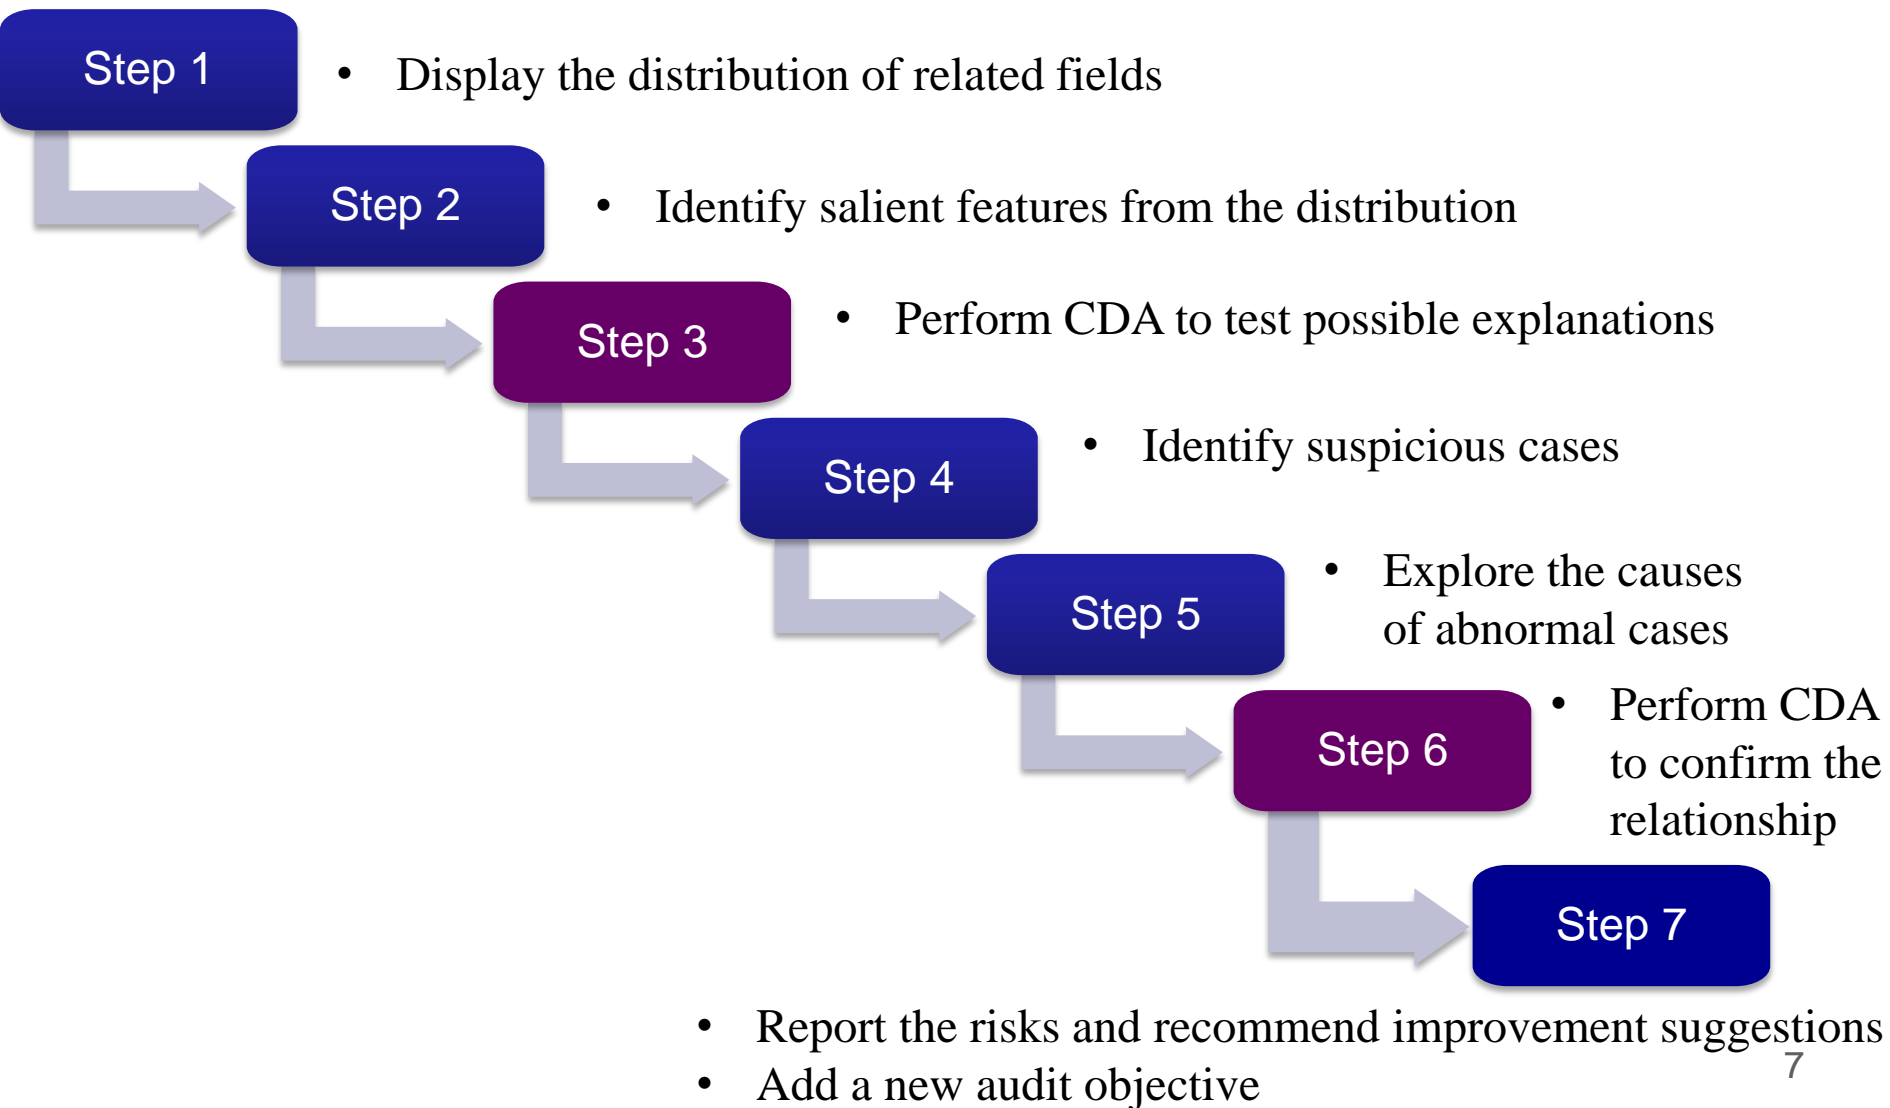 Step 1
• Display the distribution of related fields
Step 2
• Identify salient features from the distribution
Step 3
• Perform CDA to test possible explanations
Step 4
• Identify suspicious cases
Step 5
• Explore the causes
of abnormal cases
Step 6
• Perform CDA
to confirm the
relationship
Step 7
• Report the risks and recommend improvement suggestions
• Add a new audit objective
7